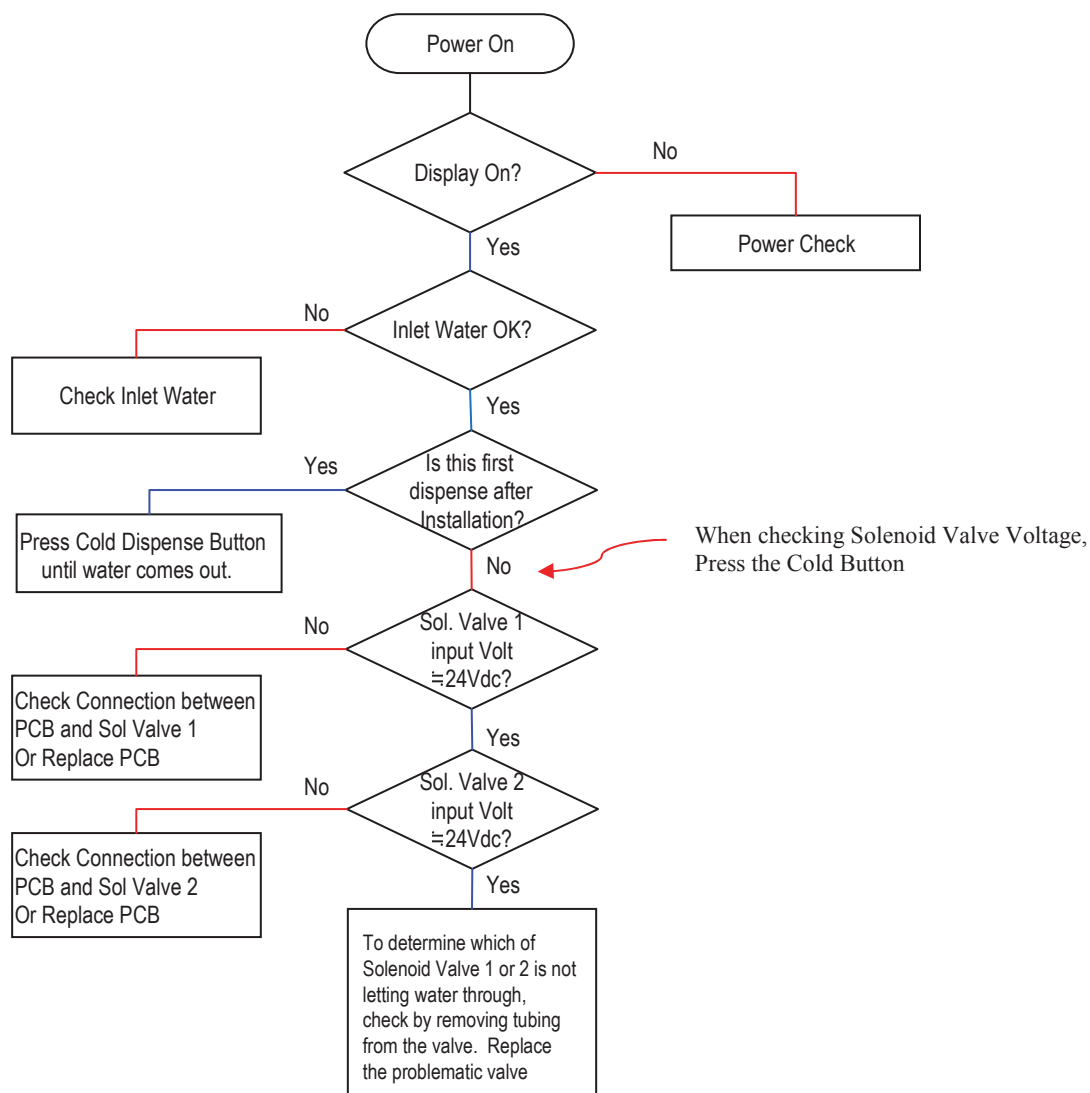 Power On
Display On?
No
Power Check
Yes
Inlet Water OK?
No
Check Inlet Water
Yes
Is this first
dispense after
Installation?
Yes
Press Cold Dispense Button
until water comes out.
No
When checking Solenoid Valve Voltage,
Press the Cold Button
Sol. Valve 1
input Volt
≒24Vdc?
No
Check Connection between
PCB and Sol Valve 1
Or Replace PCB
Yes
Sol. Valve 2
input Volt
≒24Vdc?
No
Check Connection between
PCB and Sol Valve 2
Or Replace PCB
Yes
To determine which of
Solenoid Valve 1 or 2 is not
letting water through,
check by removing tubing
from the valve.  Replace
the problematic valve